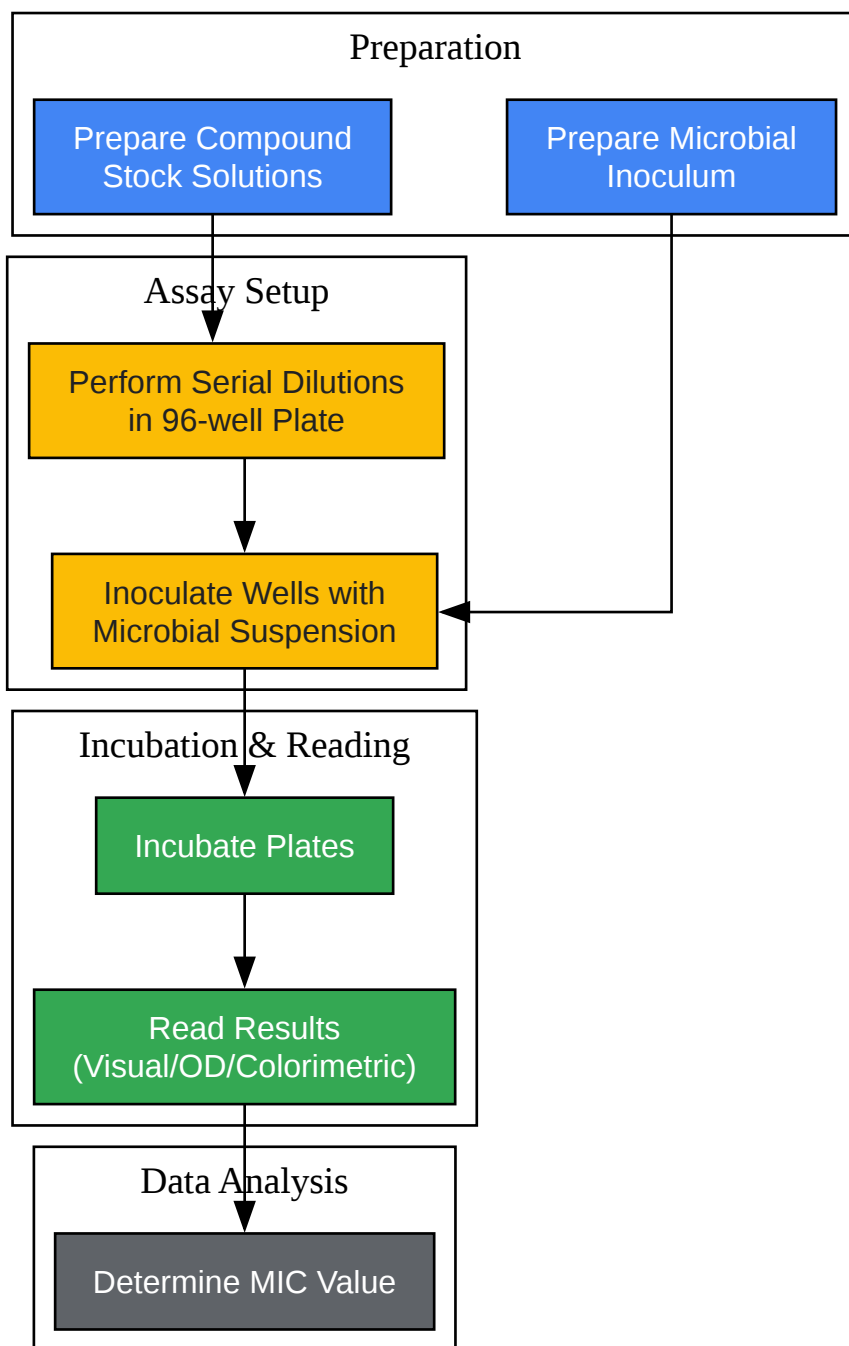 Preparation
Prepare Compound
Stock Solutions
Prepare Microbial
Inoculum
Assay Setup
Perform Serial Dilutions
in 96-well Plate
Inoculate Wells with
Microbial Suspension
Incubation & Reading
Incubate Plates
Read Results
(Visual/OD/Colorimetric)
Data Analysis
Determine MIC Value